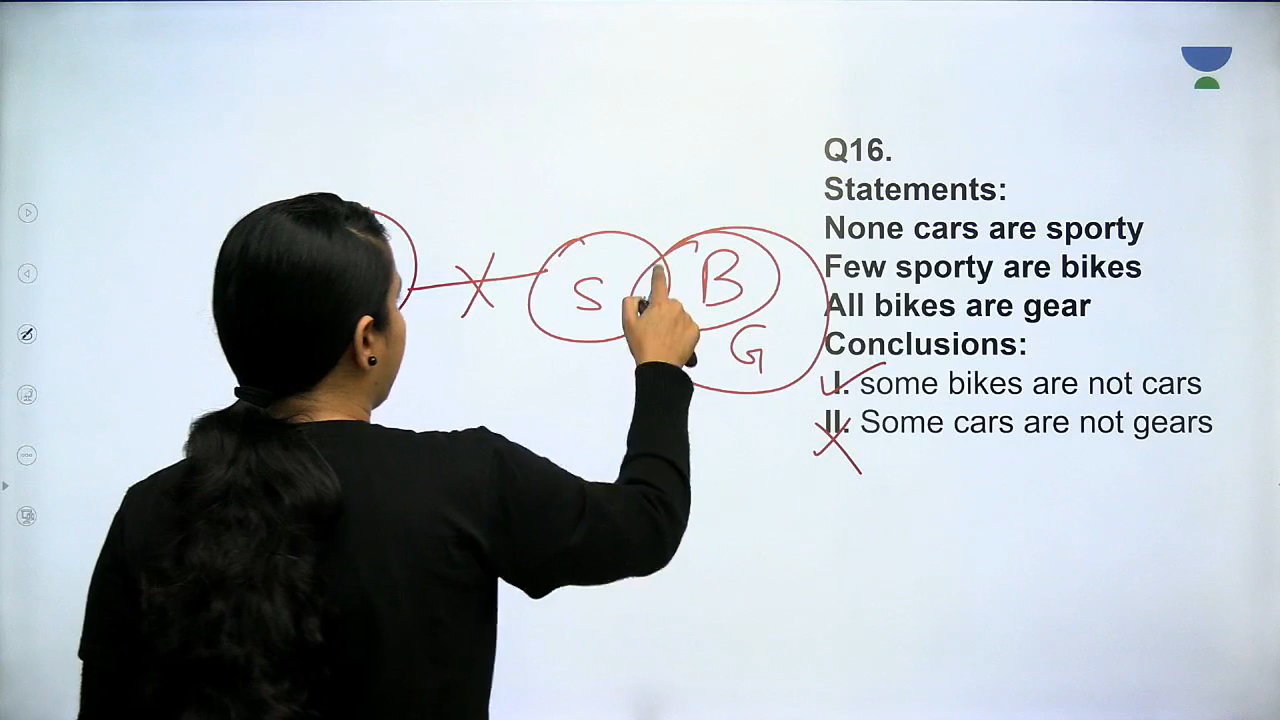 Q16.
Statements:
None cars are sporty
Few sporty are bikes
All bikes are gear
Conclusions:
I. some bikes are not cars
II. Some cars are not gears
S
B
G